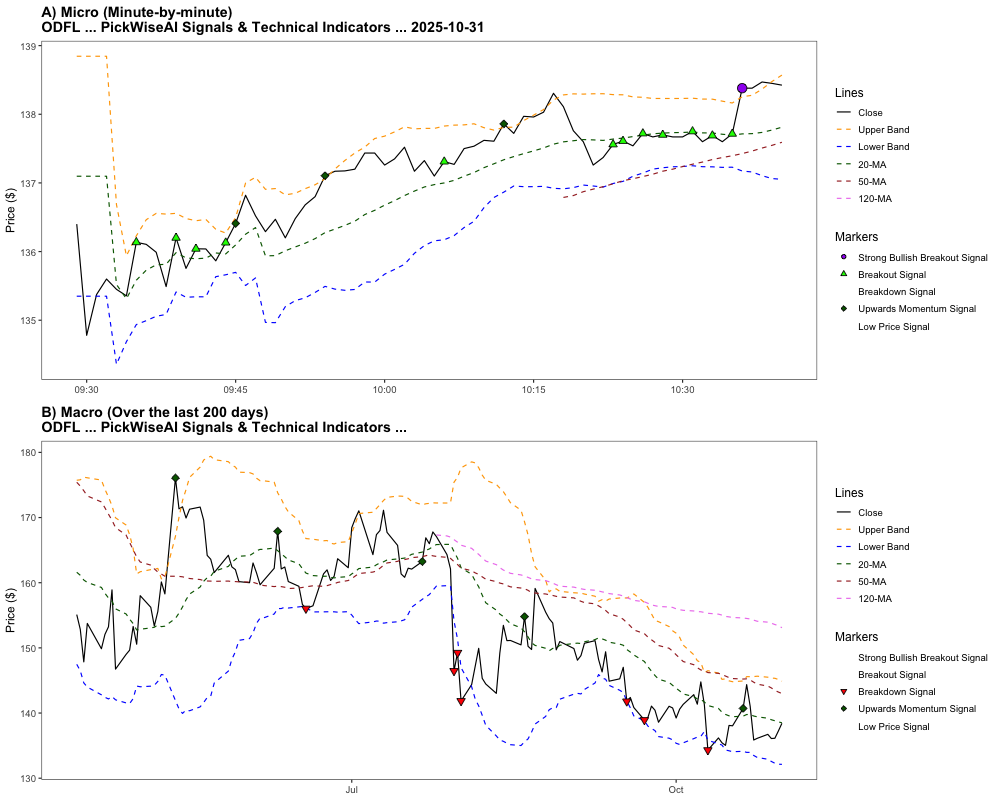 A) Micro (Minute-by-minute)
ODFL ... PickWiseAI Signals & Technical Indicators ... 2025-10-31
Price ($)
139
138
137
136
135
09:30
09:45
10:00
10:15
10:30
Lines
Close
Upper Band
Lower Band
20-MA
50-MA
120-MA
Markers
Strong Bullish Breakout Signal
Breakout Signal
Breakdown Signal
Upwards Momentum Signal
Low Price Signal
B) Macro (Over the last 200 days)
ODFL ... PickWiseAI Signals & Technical Indicators ...
Price ($)
180
170
160
150
140
130
Jul
Oct
Lines
Close
Upper Band
Lower Band
20-MA
50-MA
120-MA
Markers
Strong Bullish Breakout Signal
Breakout Signal
Breakdown Signal
Upwards Momentum Signal
Low Price Signal